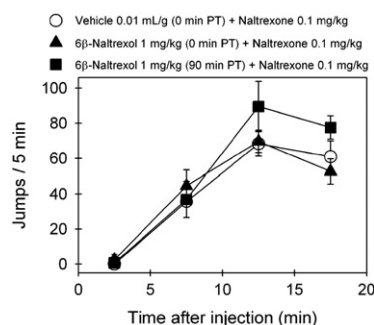 Vehicle 0.01 mL/g (0 min PT) + Naltrexone 0.1 mg/kg
6β-Naltrexol 1 mg/kg (0 min PT) + Naltrexone 0.1 mg/kg
6β-Naltrexol 1 mg/kg (90 min PT) + Naltrexone 0.1 mg/kg
100
80
60
40
20
0
Jumps / 5 min
0 5 10 15 20
Time after injection (min)